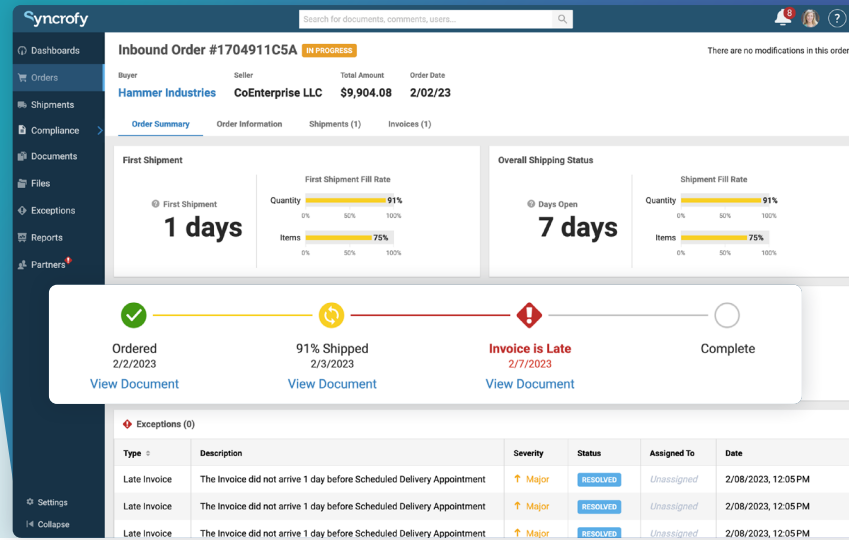 Syncrofy
Search for documents, comments, users...
8
?
Dashboards
Orders
Shipments
Compliance
Documents
Files
Exceptions
Reports
Partners
Settings
Collapse
Inbound Order #1704911C5A IN PROGRESS
There are no modifications in this order
Buyer Seller Total Amount Order Date
Hammer Industries CoEnterprise LLC $9,904.08 2/02/23
Order Summary Order Information Shipments (1) Invoices (1)
First Shipment
First Shipment
1 days
First Shipment Fill Rate
Quantity 91%
0% 50% 100%
Items 75%
0% 50% 100%
Overall Shipping Status
Days Open
7 days
Shipment Fill Rate
Quantity 91%
0% 50% 100%
Items 75%
0% 50% 100%
Ordered
2/2/2023
View Document
91% Shipped
2/3/2023
View Document
Invoice is Late
2/7/2023
View Document
Complete
Exceptions (0)
Type Description Severity Status Assigned To Date
Late Invoice The Invoice did not arrive 1 day before Scheduled Delivery Appointment Major RESOLVED Unassigned 2/08/2023, 12:05 PM
Late Invoice The Invoice did not arrive 1 day before Scheduled Delivery Appointment Major RESOLVED Unassigned 2/08/2023, 12:05 PM
Late Invoice The Invoice did not arrive 1 day before Scheduled Delivery Appointment Major RESOLVED Unassigned 2/08/2023, 12:05 PM